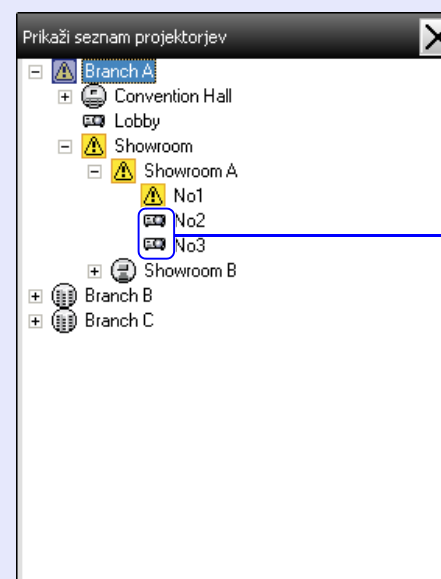 Prikaži seznam projektorjev
Branch A
Convention Hall
Lobby
Showroom
Showroom A
No1
No2
No3
Showroom B
Branch B
Branch C